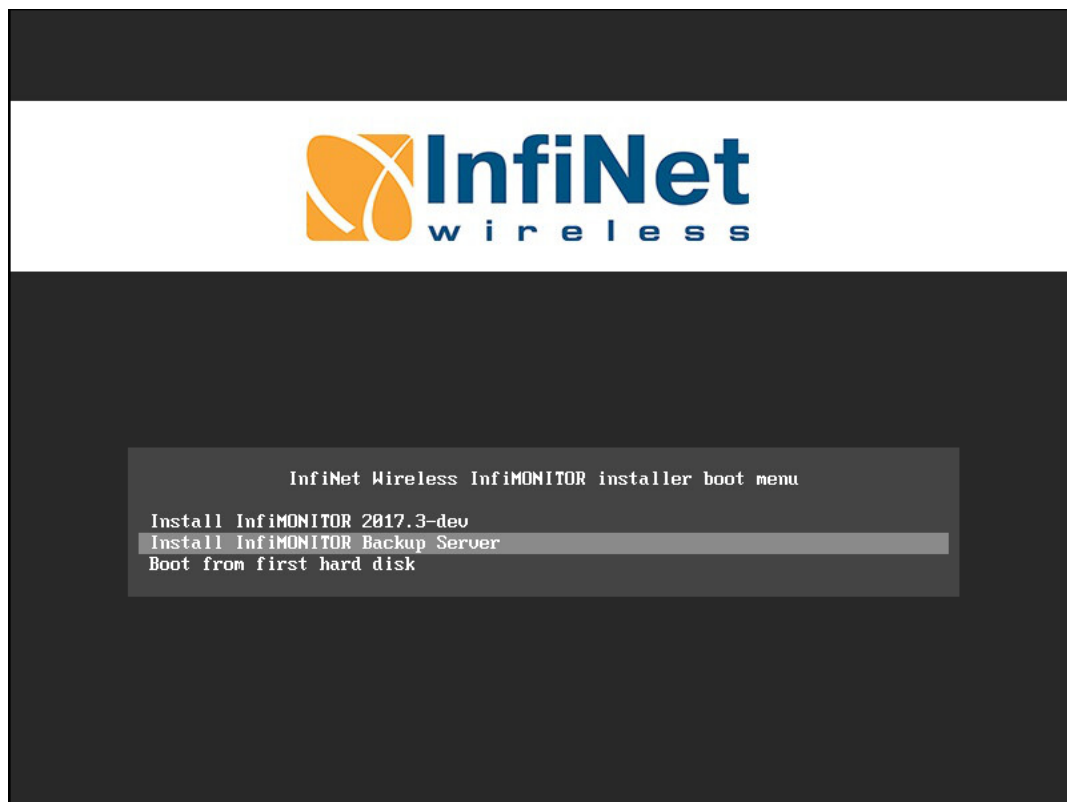 InfiNet
wireless
InfiNet Wireless InfiMONITOR installer boot menu
Install InfiMONITOR 2017.3-dev
Install InfiMONITOR Backup Server
Boot from first hard disk